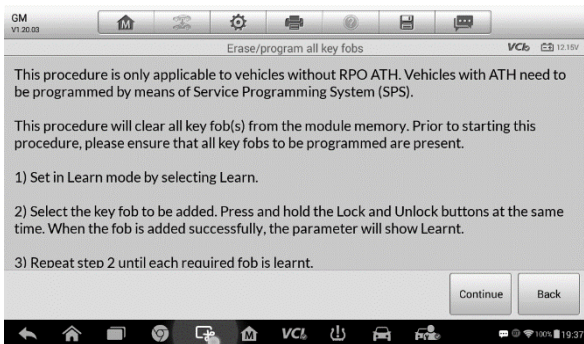 GM
V1.20.03
Erase/program all key fobs
VCI 12.16V
This procedure is only applicable to vehicles without RPO ATH. Vehicles with ATH need to
be programmed by means of Service Programming System (SPS).
This procedure will clear all key fob(s) from the module memory. Prior to starting this
procedure, please ensure that all key fobs to be programmed are present.
1) Set in Learn mode by selecting Learn.
2) Select the key fob to be added. Press and hold the Lock and Unlock buttons at the same
time. When the fob is added successfully, the parameter will show Learnt.
3) Repeat step 2 until each required fob is learnt.
Continue
Back
VCI
100% 19:37